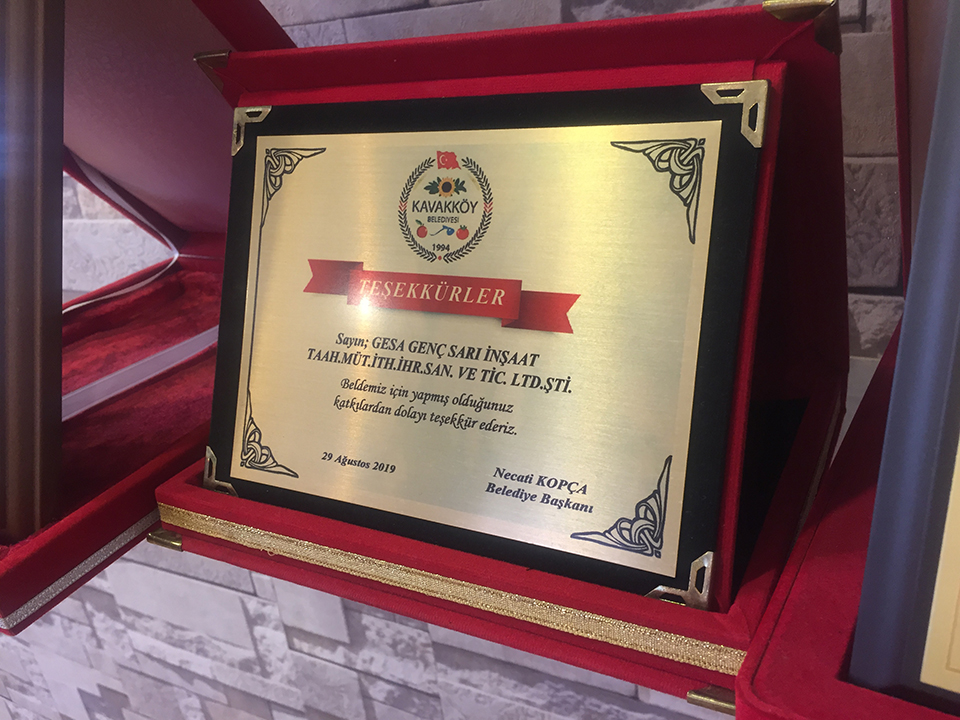 KAVAKKÖY
BELEDİYESİ
1994
TEŞEKKÜRLER
Sayın; GESA GENÇ SARI İNŞAAT
TAAH.MÜT.İTH.İHR.SAN. VE TİC. LTD.ŞTİ.
Beldemiz için yapmış olduğunuz
katkılardan dolayı teşekkür ederiz.
29 Ağustos 2019
Necati KOPÇA
Belediye Başkanı